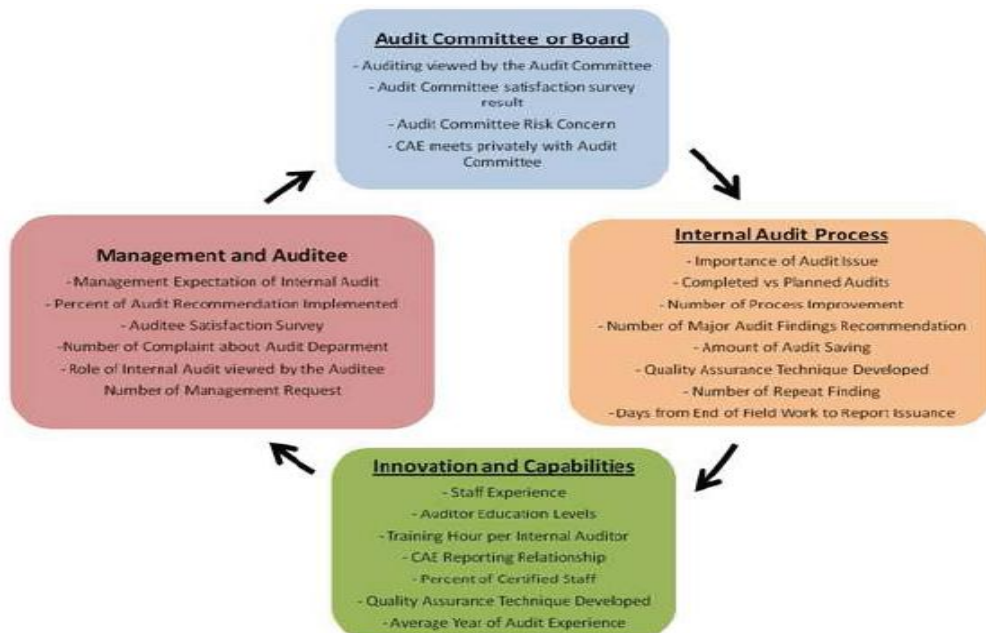 Audit Committee or Board
- Auditing viewed by the Audit Committee
- Audit Committee satisfaction survey
result
- Audit Committee Risk Concern
- CAE meets privately with Audit
Committee
Internal Audit Process
- Importance of Audit Issue
- Completed vs Planned Audits
- Number of Process Improvement
- Number of Major Audit Findings Recommendation
- Amount of Audit Saving
- Quality Assurance Technique Developed
- Number of Repeat Finding
- Days from End of Field Work to Report Issuance
Innovation and Capabilities
- Staff Experience
- Auditor Education Levels
- Training Hour per Internal Auditor
- CAE Reporting Relationship
- Percent of Certified Staff
- Quality Assurance Technique Developed
- Average Year of Audit Experience
Management and Auditee
- Management Expectation of Internal Audit
- Percent of Audit Recommendation Implemented
- Auditee Satisfaction Survey
-Number of Complaint about Audit Deparment
- Role of Internal Audit viewed by the Auditee
Number of Management Request